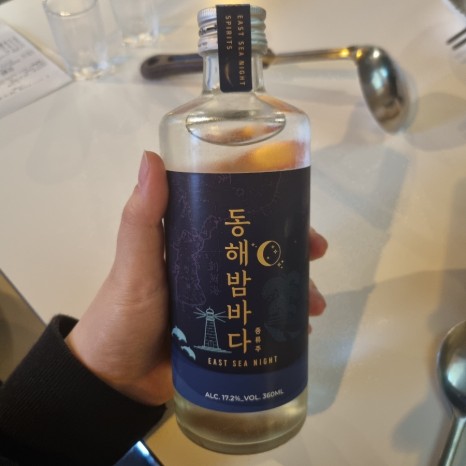 EAST SEA NIGHT
SPIRITS
동해밤바다
증류주
EAST SEA NIGHT
ALC. 17.2%_VOL. 360ML